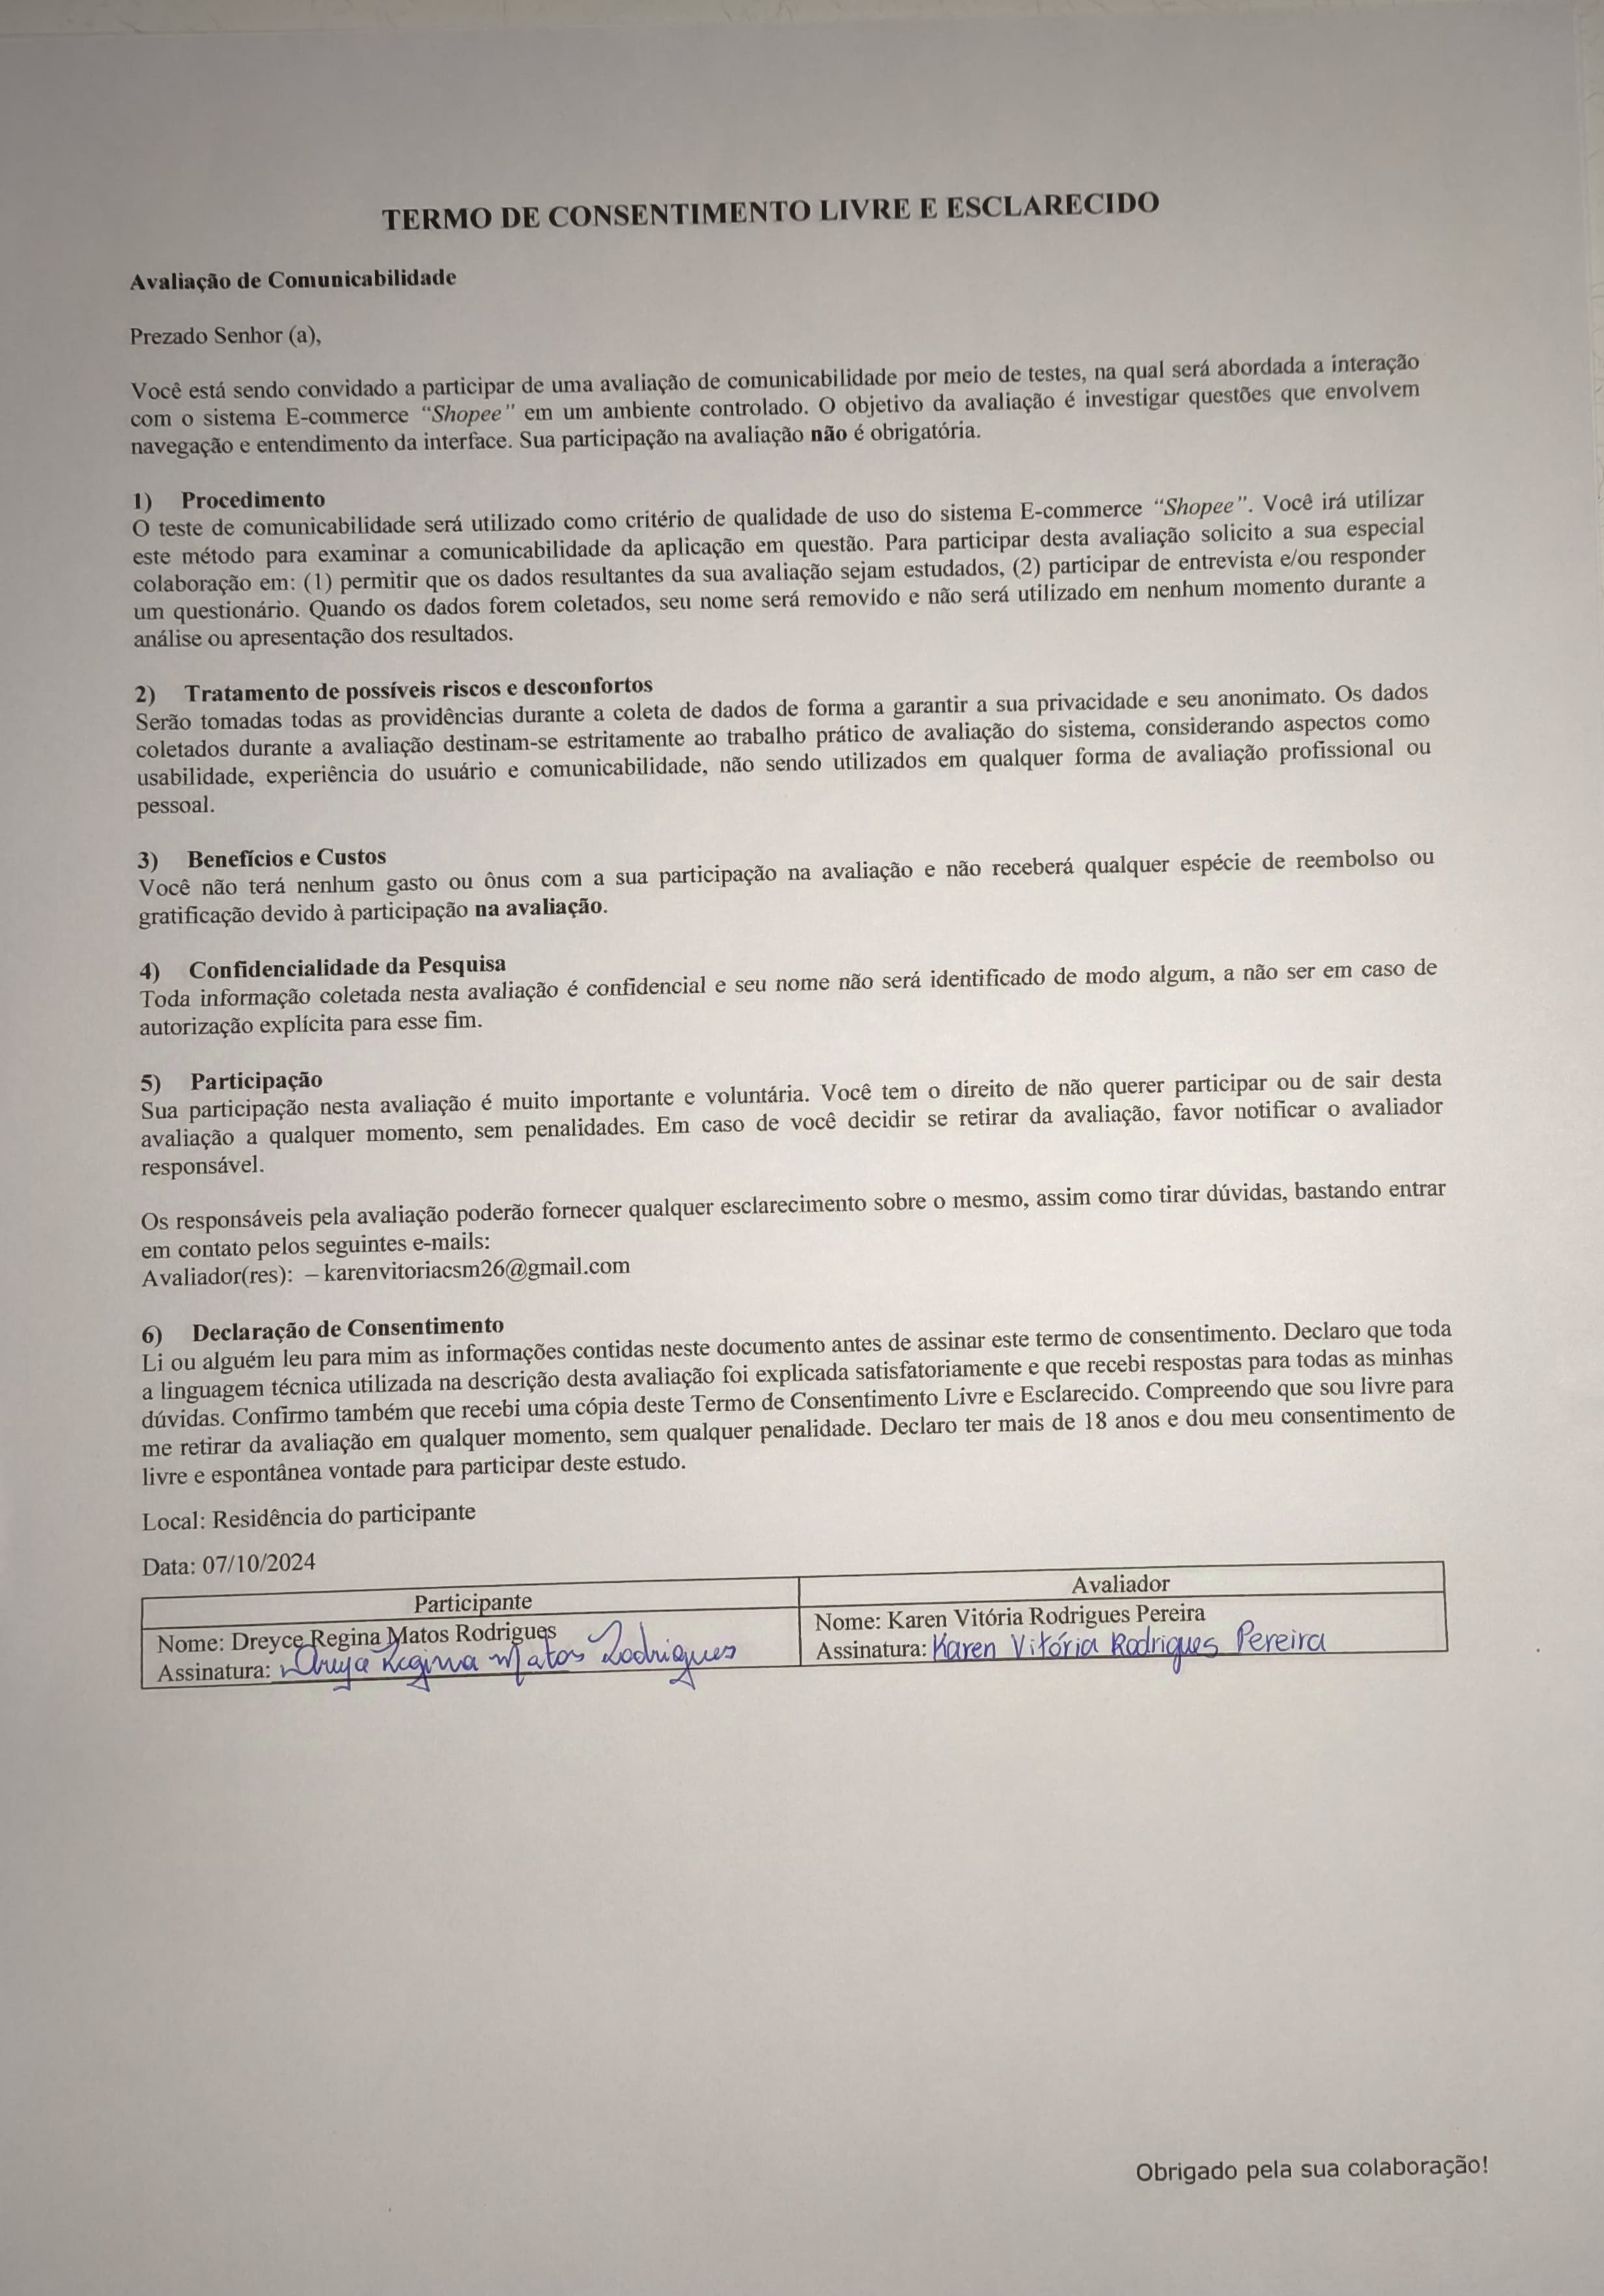 TERMO DE CONSENTIMENTO LIVRE E ESCLARECIDO
Avaliação de Comunicabilidade
Prezado Senhor (a),
Você está sendo convidado a participar de uma avaliação de comunicabilidade por meio de testes, na qual será abordada a interação
com o sistema E-commerce “Shopee” em um ambiente controlado. O objetivo da avaliação é investigar questões que envolvem
navegação e entendimento da interface. Sua participação na avaliação não é obrigatória.
1) Procedimento
O teste de comunicabilidade será utilizado como critério de qualidade de uso do sistema E-commerce “Shopee”. Você irá utilizar
este método para examinar a comunicabilidade da aplicação em questão. Para participar desta avaliação solicito a sua especial
colaboração em: (1) permitir que os dados resultantes da sua avaliação sejam estudados, (2) participar de entrevista e/ou responder
um questionário. Quando os dados forem coletados, seu nome será removido e não será utilizado em nenhum momento durante a
análise ou apresentação dos resultados.
2) Tratamento de possíveis riscos e desconfortos
Serão tomadas todas as providências durante a coleta de dados de forma a garantir a sua privacidade e seu anonimato. Os dados
coletados durante a avaliação destinam-se estritamente ao trabalho prático de avaliação do sistema, considerando aspectos como
usabilidade, experiência do usuário e comunicabilidade, não sendo utilizados em qualquer forma de avaliação profissional ou
pessoal.
3) Benefícios e Custos
Você não terá nenhum gasto ou ônus com a sua participação na avaliação e não receberá qualquer espécie de reembolso ou
gratificação devido à participação na avaliação.
4) Confidencialidade da Pesquisa
Toda informação coletada nesta avaliação é confidencial e seu nome não será identificado de modo algum, a não ser em caso de
autorização explícita para esse fim.
5) Participação
Sua participação nesta avaliação é muito importante e voluntária. Você tem o direito de não querer participar ou de sair desta
avaliação a qualquer momento, sem penalidades. Em caso de você decidir se retirar da avaliação, favor notificar o avaliador
responsável.
Os responsáveis pela avaliação poderão fornecer qualquer esclarecimento sobre o mesmo, assim como tirar dúvidas, bastando entrar
em contato pelos seguintes e-mails:
Avaliador(res): – karenvitoriacsm26@gmail.com
6) Declaração de Consentimento
Li ou alguém leu para mim as informações contidas neste documento antes de assinar este termo de consentimento. Declaro que toda
a linguagem técnica utilizada na descrição desta avaliação foi explicada satisfatoriamente e que recebi respostas para todas as minhas
dúvidas. Confirmo também que recebi uma cópia deste Termo de Consentimento Livre e Esclarecido. Compreendo que sou livre para
me retirar da avaliação em qualquer momento, sem qualquer penalidade. Declaro ter mais de 18 anos e dou meu consentimento de
livre e espontânea vontade para participar deste estudo.
Local: Residência do participante
Data: 07/10/2024
Participante
Nome: Dreyce Regina Matos Rodrigues
Assinatura: Dreyce Regina Matos Rodrigues
Avaliador
Nome: Karen Vitória Rodrigues Pereira
Assinatura: Karen Vitória Rodrigues Pereira
Obrigado pela sua colaboração!